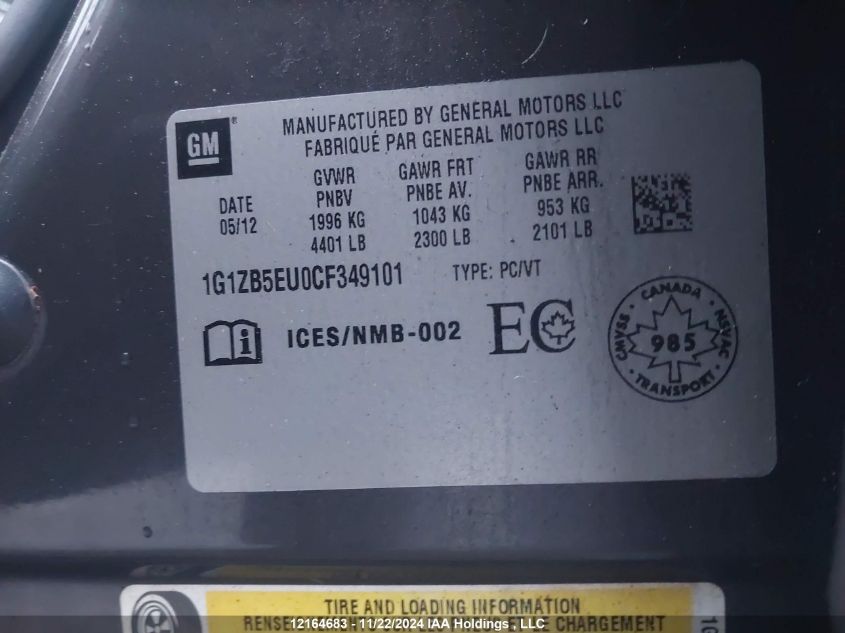 GM
MANUFACTURED BY GENERAL MOTORS LLC
FABRIQUÉ PAR GENERAL MOTORS LLC
DATE
05/12
GVWR
PNBV
1996 KG
4401 LB
GAWR FRT
PNBE AV.
1043 KG
2300 LB
GAWR RR
PNBE ARR.
953 KG
2101 LB
1G1ZB5EU0CF349101 TYPE: PC/VT
ICES/NMB-002
EC
CANADA
CMVSS 985 NSVAC
TRANSPORT
TIRE AND LOADING INFORMATION
CHARGEMENT
12164683 - 11/22/2024 IAA Holdings, LLC